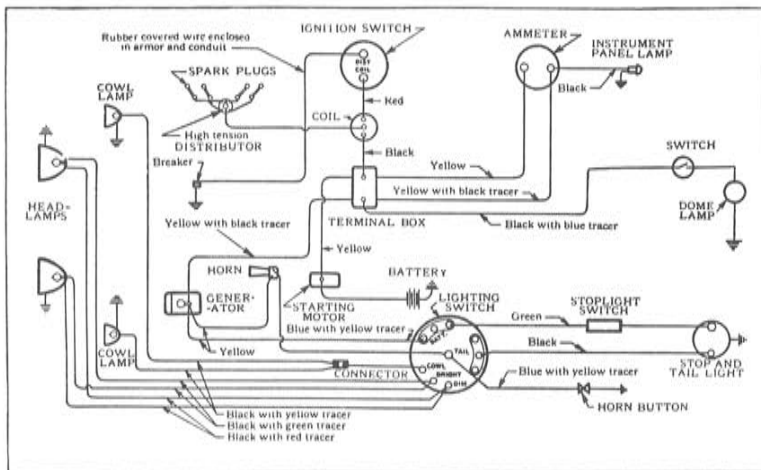 IGNITION SWITCH
AMMETER
INSTRUMENT
PANEL LAMP
Rubber covered wire enclosed
in armor and conduit
DIST
COIL
SPARK PLUGS
COWL
LAMP
Black
Red
COIL
High tension
DISTRIBUTOR
Black
SWITCH
Breaker
Yellow
HEAD-
LAMPS
Yellow with black tracer
DOME
LAMP
TERMINAL BOX
Yellow with black tracer
Black with blue tracer
Yellow
HORN
BATTERY
GENER-
ATOR
LIGHTING
SWITCH
STOPLIGHT
SWITCH
STARTING
MOTOR
Green
Blue with yellow tracer
BATT.
Yellow
Black
TAIL
COWL
LAMP
STOP AND
TAIL LIGHT
COWL
CONNECTOR
BRIGHT
DIM
Blue with yellow tracer
Black with yellow tracer
HORN BUTTON
Black with green tracer
Black with red tracer